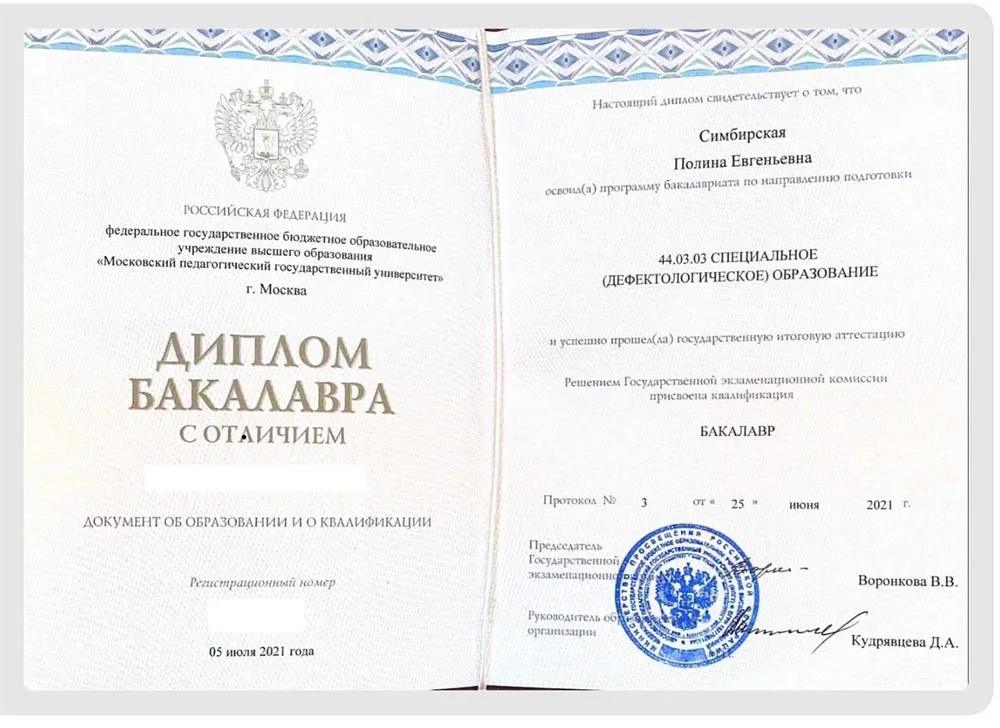 РОССИЙСКАЯ ФЕДЕРАЦИЯ
федеральное государственное бюджетное образовательное
учреждение высшего образования
«Московский педагогический государственный университет»
г. Москва
ДИПЛОМ
БАКАЛАВРА
С ОТЛИЧИЕМ
ДОКУМЕНТ ОБ ОБРАЗОВАНИИ И О КВАЛИФИКАЦИИ
Регистрационный номер
05 июля 2021 года
Настоящий диплом свидетельствует о том, что
Симбирская
Полина Евгеньевна
освоил(а) программу бакалавриата по направлению подготовки
44.03.03 СПЕЦИАЛЬНОЕ
(ДЕФЕКТОЛОГИЧЕСКОЕ) ОБРАЗОВАНИЕ
и успешно прошел(ла) государственную итоговую аттестацию
Решением Государственной экзаменационной комиссии
присвоена квалификация
БАКАЛАВР
Протокол № 3 от « 25 » июня 2021 г.
Председатель
Государственной
экзаменационно
Воронкова В.В.
Руководитель об
организации
Кудрявцева Д.А.